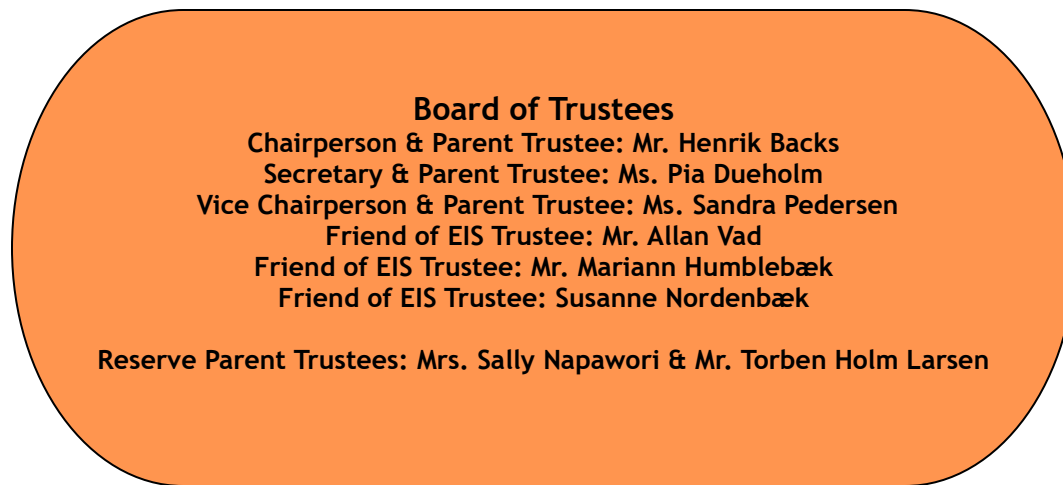 Board of Trustees
Chairperson & Parent Trustee: Mr. Henrik Backs
Secretary & Parent Trustee: Ms. Pia Dueholm
Vice Chairperson & Parent Trustee: Ms. Sandra Pedersen
Friend of EIS Trustee: Mr. Allan Vad
Friend of EIS Trustee: Mr. Mariann Humblebæk
Friend of EIS Trustee: Susanne Nordenbæk
Reserve Parent Trustees: Mrs. Sally Napawori & Mr. Torben Holm Larsen